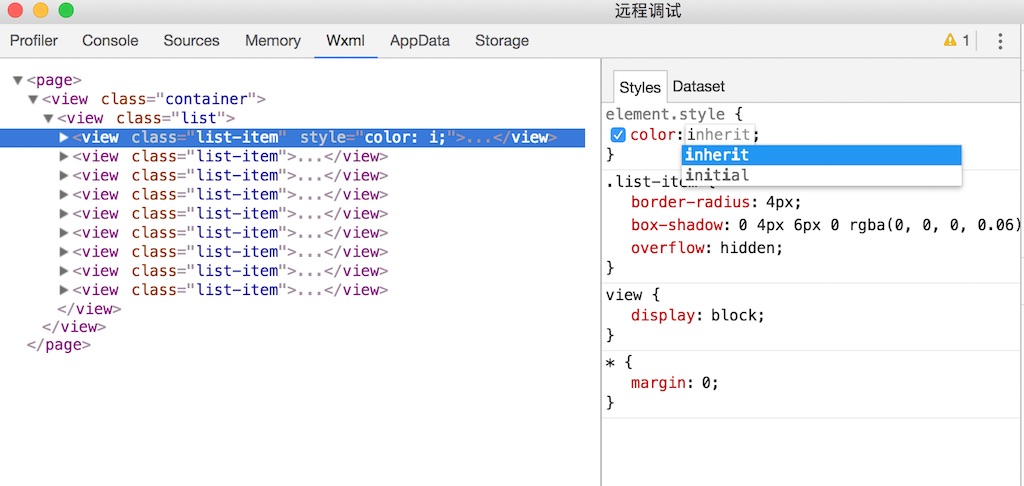 远程调试
Profiler Console Sources Memory Wxml AppData Storage 1
▼<page>
▼<view class="container">
▼<view class="list">
▶<view class="list-item" style="color: i;">...</view>
▶<view class="list-item">...</view>
▶<view class="list-item">...</view>
▶<view class="list-item">...</view>
▶<view class="list-item">...</view>
▶<view class="list-item">...</view>
▶<view class="list-item">...</view>
▶<view class="list-item">...</view>
▶<view class="list-item">...</view>
</view>
</view>
</page>
Styles Dataset
element.style {
color:inherit;
inherit
initial
}
.list-item {
border-radius: 4px;
box-shadow: 0 4px 6px 0 rgba(0, 0, 0, 0.06)
overflow: hidden;
}
view {
display: block;
}
* {
margin: 0;
}